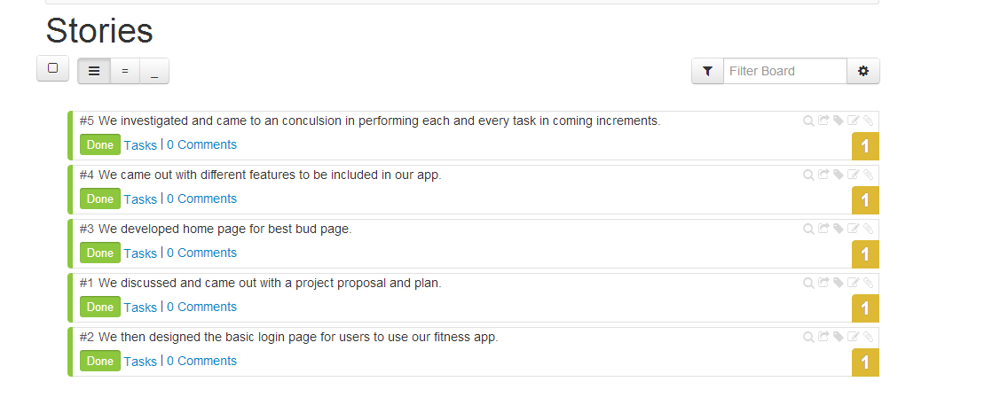 Stories
= _ Filter Board
#5 We investigated and came to an conculsion in performing each and every task in coming increments.
Done Tasks | 0 Comments 1
#4 We came out with different features to be included in our app.
Done Tasks | 0 Comments 1
#3 We developed home page for best bud page.
Done Tasks | 0 Comments 1
#1 We discussed and came out with a project proposal and plan.
Done Tasks | 0 Comments 1
#2 We then designed the basic login page for users to use our fitness app.
Done Tasks | 0 Comments 1